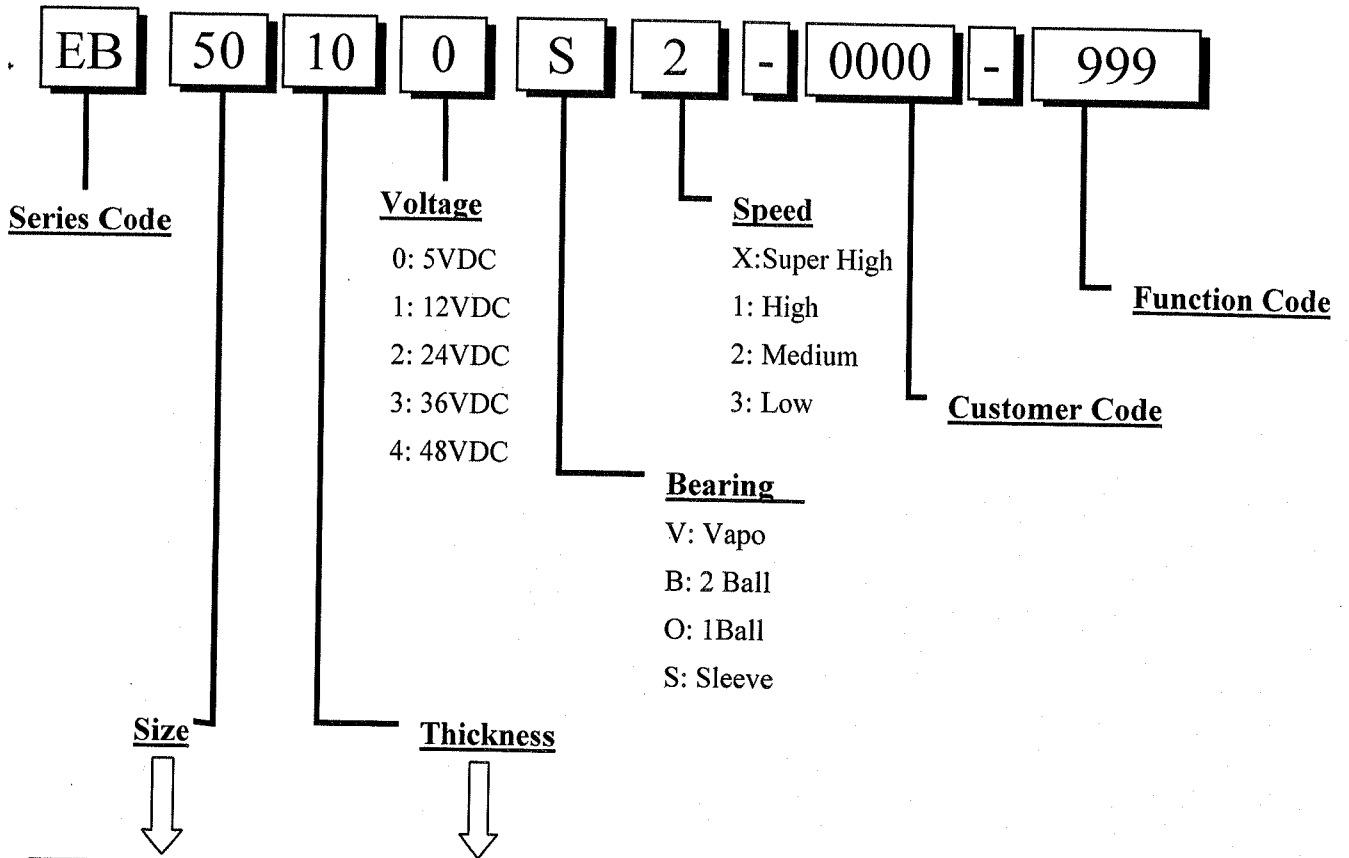 EB 50 10 0 S 2 - 0000 - 999
Series Code
Voltage
0: 5VDC
1: 12VDC
2: 24VDC
3: 36VDC
4: 48VDC
Speed
X:Super High
1: High
2: Medium
3: Low
Function Code
Customer Code
Bearing
V: Vapo
B: 2 Ball
O: 1Ball
S: Sleeve
Size
Thickness